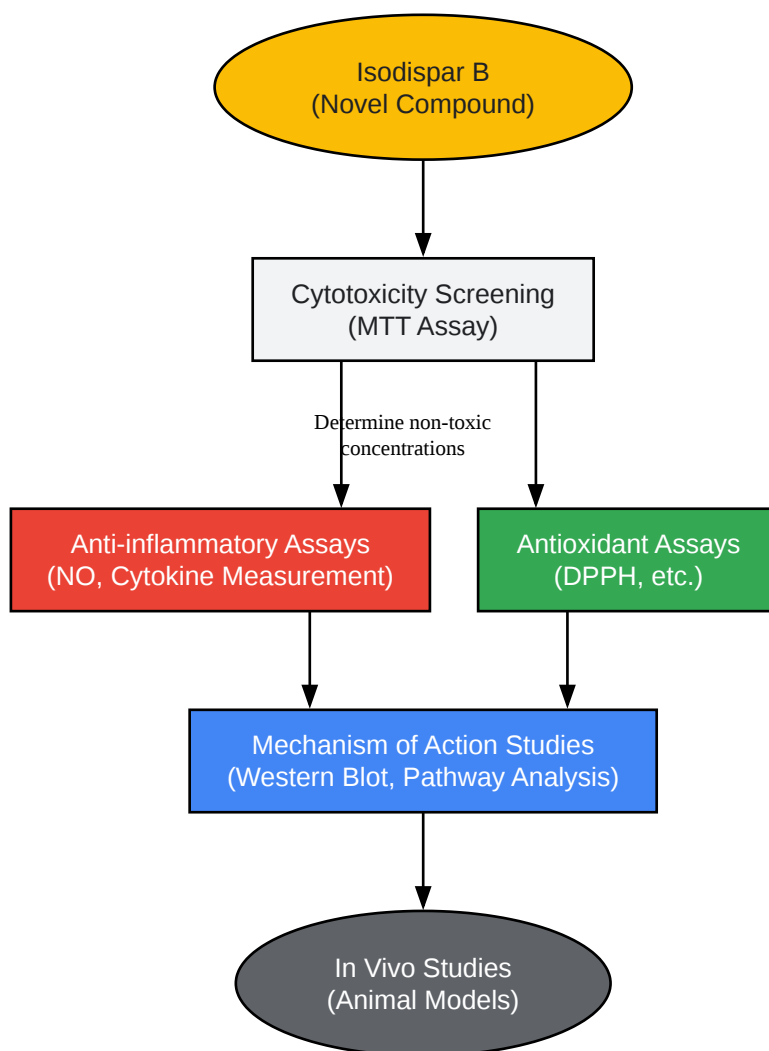 Isodispar B
(Novel Compound)
Cytotoxicity Screening
(MTT Assay)
Determine non-toxic
concentrations
Anti-inflammatory Assays
(NO, Cytokine Measurement)
Antioxidant Assays
(DPPH, etc.)
Mechanism of Action Studies
(Western Blot, Pathway Analysis)
In Vivo Studies
(Animal Models)